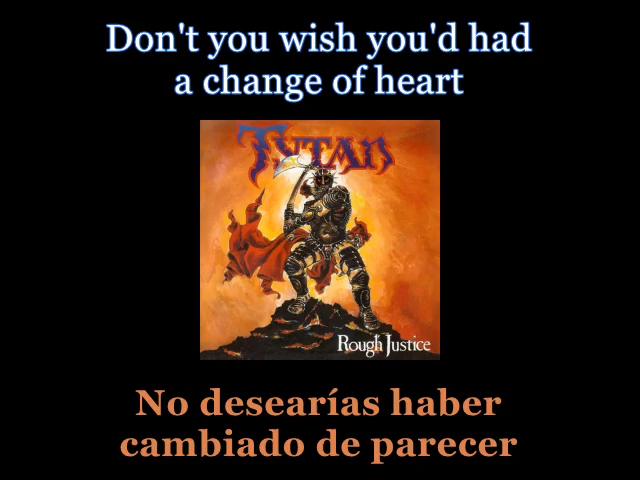 Don't you wish you'd had
a change of heart
TYTAN
Rough Justice
No desearías haber
cambiado de parecer